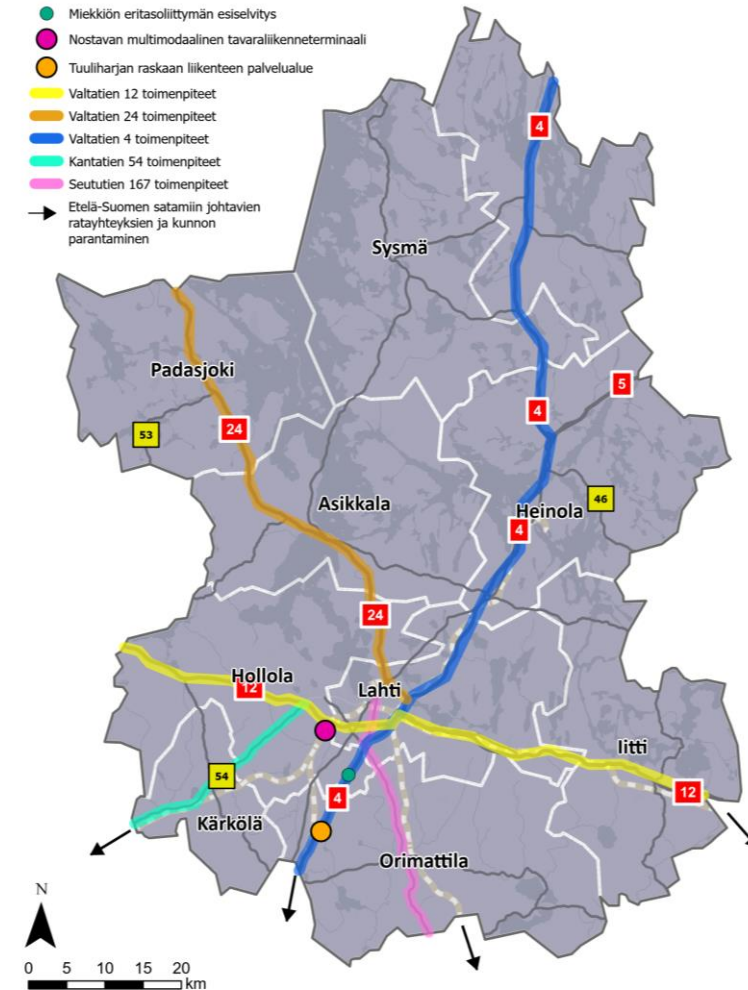 Miekkiön eritasoliittymän esiselvitys
Nostavan multimodaalinen tavaraliikenneterminaali
Tuuliharjan raskaan liikenteen palvelualue
Valtatien 12 toimenpiteet
Valtatien 24 toimenpiteet
Valtatien 4 toimenpiteet
Kantatien 54 toimenpiteet
Seututien 167 toimenpiteet
Etelä-Suomen satamiin johtavien
ratayhteyksien ja kunnon
parantaminen
4
Sysmä
Padasjoki
5
4
53
24
46
Asikkala
Heinola
4
24
Hollola
12
Lahti
Iitti
54
4
12
Kärkölä
Orimattila
N
0 5 10 15 20
km